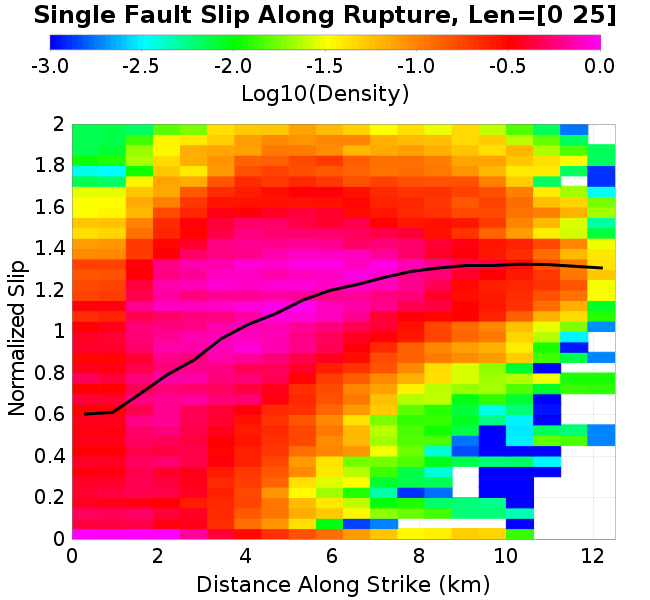 Single Fault Slip Along Rupture, Len=[0 25]
-3.0 -2.5 -2.0 -1.5 -1.0 -0.5 0.0
Log10(Density)
2
1.8
1.6
1.4
1.2
1
0.8
0.6
0.4
0.2
0
Normalized Slip
0 2 4 6 8 10 12
Distance Along Strike (km)